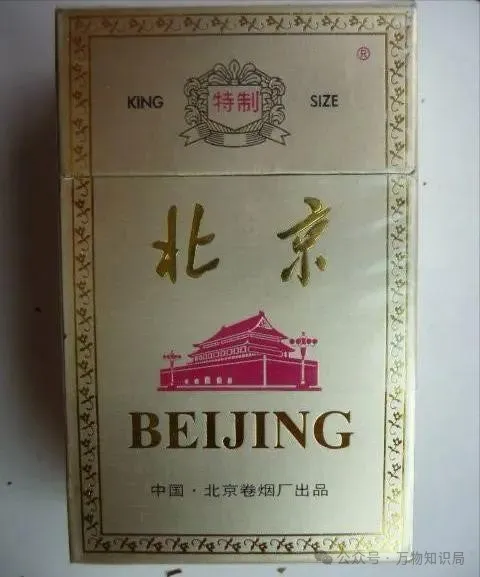 ®
KING 特制 SIZE
北京
BEIJING
中国·北京卷烟厂出品
公众号·万物知识局